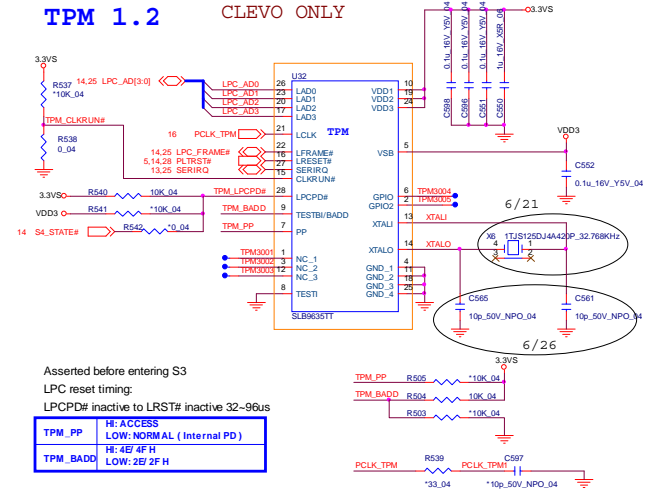 TPM 1.2
CLEVO ONLY
3.3VS
R537
*10K_04
TPM_CLKRUN#
R538
0_04
14,25 LPC_AD[3:0]
LPC_AD0
LPC_AD1
LPC_AD2
LPC_AD3
16 PCLK_TPM
14,25 LPC_FRAME#
5,14,28 PLTRST#
13,25 SERIRQ
3.3VS R540 10K_04 TPM_LPCPD#
VDD3 R541 *10K_04 TPM_BADD
14 S4_STATE# R542 *0_04 TPM_PP
TPM3001
TPM3002
TPM3003
U32
TPM
26 LAD0
23 LAD1
20 LAD2
17 LAD3
21 LCLK
22 LFRAME#
16 LRESET#
27 SERIRQ
15 CLKRUN#
28 LPCPD#
9 TESTBI/BADD
7 PP
1 NC_1
3 NC_2
12 NC_3
8 TESTI
VDD1 10
VDD2 19
VDD3 24
VSB 5
GPIO 6 TPM3004
GPIO2 2 TPM3005
XTALI 13 XTALI
XTALO 14 XTALO
GND_1 4
GND_2 11
GND_3 18
GND_4 25
SLB9635TT
3.3VS
C598 0.1u_16V_Y5V_04
C596 0.1u_16V_Y5V_04
C551 0.1u_16V_Y5V_04
C550 1u_16V_X5R_06
VDD3
C552
0.1u_16V_Y5V_04
6/21
X6 1TJS125DJ4A420P_32.768KHz
4 1
3 2
C565
10p_50V_NPO_04
C561
10p_50V_NPO_04
6/26
Asserted before entering S3
LPC reset timing:
LPCPD# inactive to LRST# inactive 32~96us
TPM_PP HI: ACCESS
LOW: NORMAL ( Internal PD )
TPM_BADD HI: 4E/ 4F H
LOW: 2E/ 2F H
3.3VS
TPM_PP R505 *10K_04
TPM_BADD R504 10K_04
R503 *10K_04
PCLK_TPM R539 PCLK_TPM1 C597
*33_04 *10p_50V_NPO_04